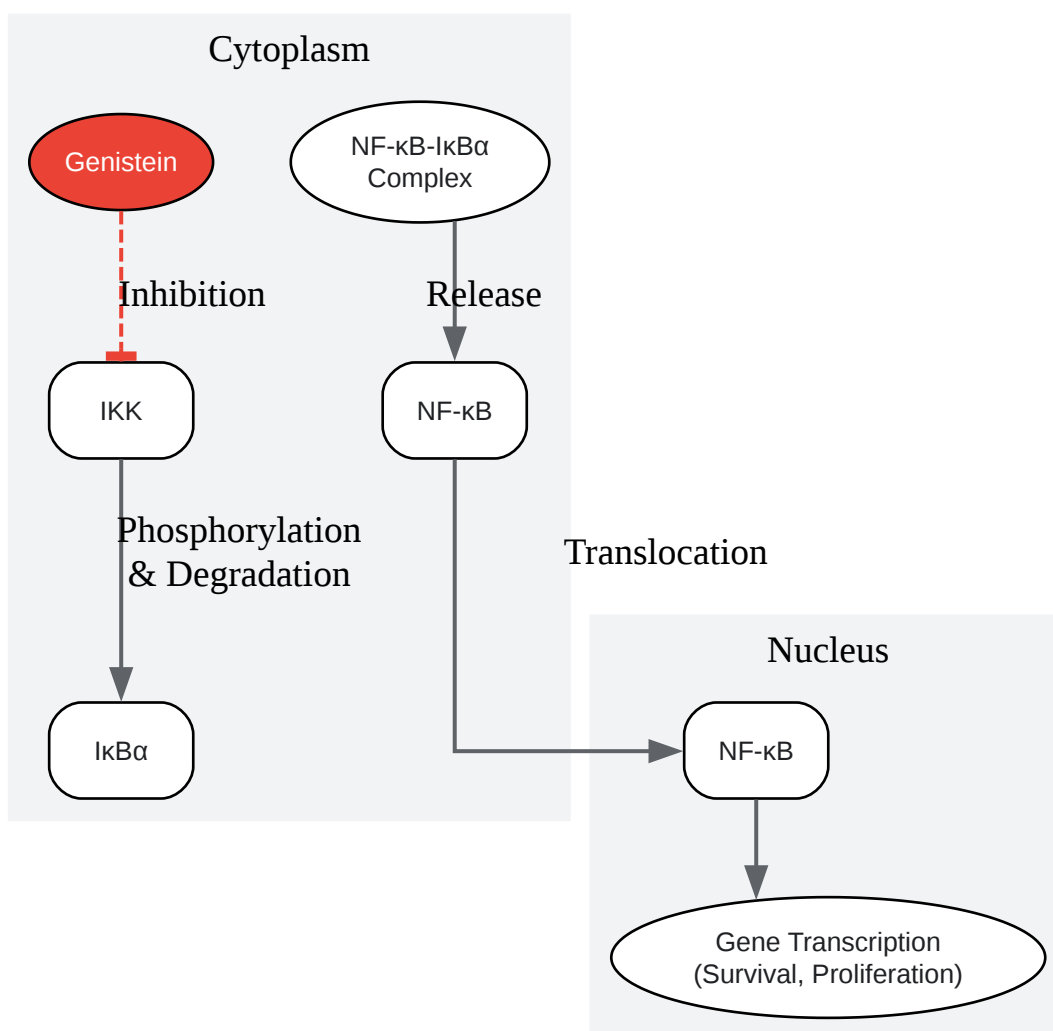 Cytoplasm
Genistein
NF-κB-IκBα
Complex
Inhibition
Release
IKK
NF-κB
Phosphorylation
& Degradation
Translocation
Nucleus
IκBα
NF-κB
Gene Transcription
(Survival, Proliferation)